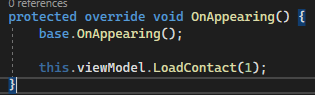 0 references
protected override void OnAppearing() {
base.OnAppearing();
this.viewModel.LoadContact(1);
}